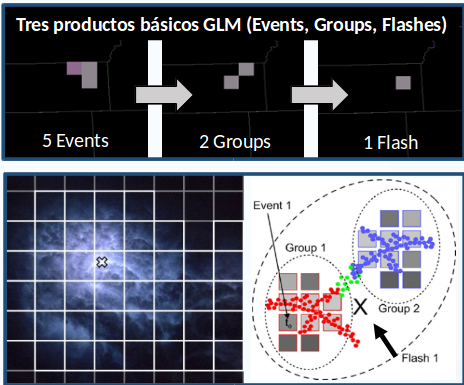 Tres productos básicos GLM (Events, Groups, Flashes)
5 Events
2 Groups
1 Flash
Event 1
Group 1
X
Group 2
Flash 1